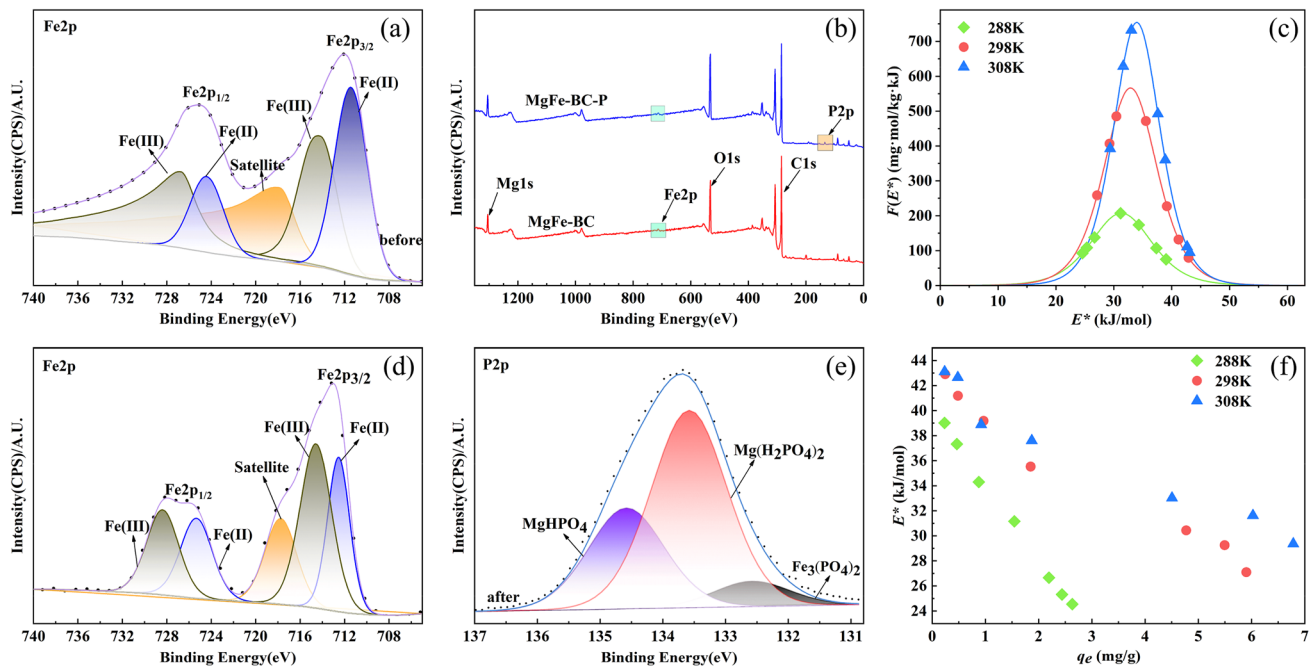 Fe2p
(a)
Fe2p3/2
Fe(II)
Fe(III)
Fe2p1/2
Fe(II)
Fe(III)
Satellite
before
Intensity(CPS)/A.U.
740 736 732 728 724 720 716 712 708
Binding Energy(eV)
(b)
MgFe-BC-P
P2p
O1s
C1s
Mg1s
Fe2p
MgFe-BC
Intensity(CPS)/A.U.
1200 1000 800 600 400 200 0
Binding Energy(eV)
(c)
288K
298K
308K
F(E*) (mg·mol/kg·kJ)
800
700
600
500
400
300
200
100
0
0 10 20 30 40 50 60
E* (kJ/mol)
Fe2p
(d)
Fe2p3/2
Fe(III)
Fe(II)
Satellite
Fe2p1/2
Fe(III)
Fe(II)
Intensity(CPS)/A.U.
740 736 732 728 724 720 716 712 708
Binding Energy(eV)
P2p
(e)
Mg(H2PO4)2
MgHPO4
Fe3(PO4)2
after
Intensity(CPS)/A.U.
137 136 135 134 133 132 131
Binding Energy(eV)
(f)
288K
298K
308K
E* (kJ/mol)
44
42
40
38
36
34
32
30
28
26
24
0 1 2 3 4 5 6 7 8
qe (mg/g)